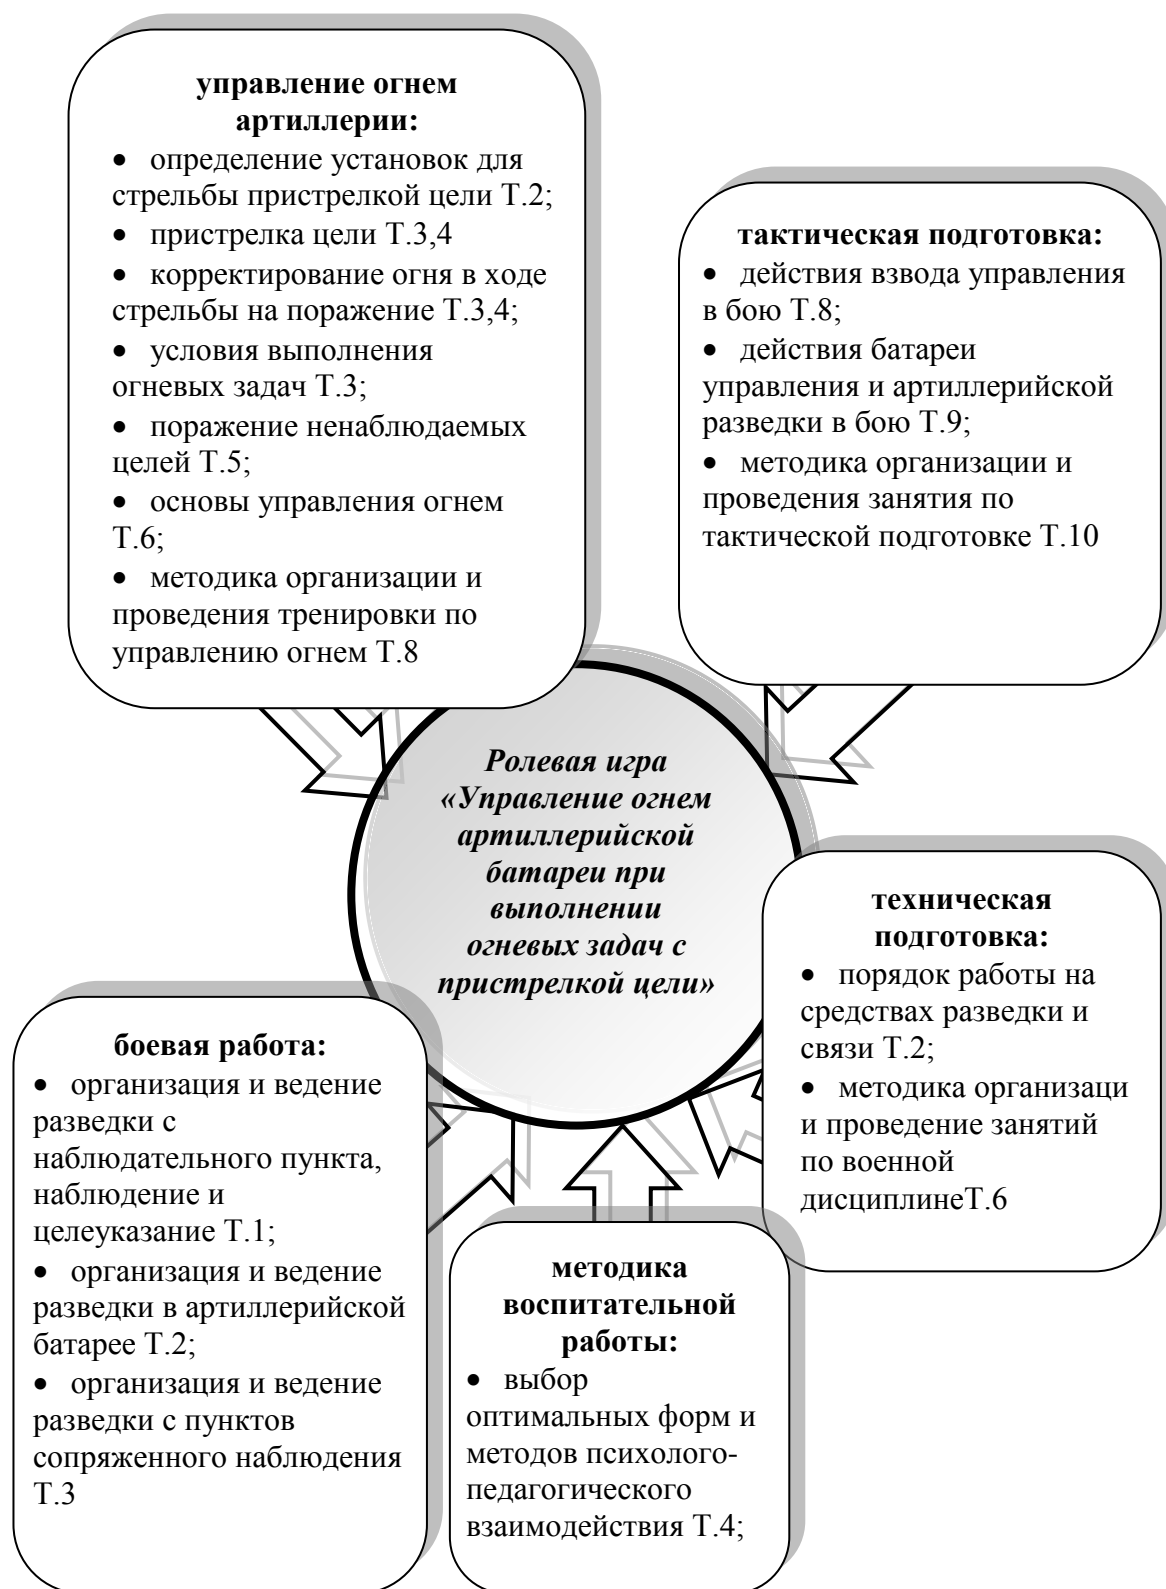 управление огнем
артиллерии:
• определение установок для
стрельбы пристрелкой цели Т.2;
• пристрелка цели Т.3,4
• корректирование огня в ходе
стрельбы на поражение Т.3,4;
• условия выполнения
огневых задач Т.3;
• поражение ненаблюдаемых
целей Т.5;
• основы управления огнем
Т.6;
• методика организации и
проведения тренировки по
управлению огнем Т.8
тактическая подготовка:
• действия взвода управления
в бою Т.8;
• действия батареи
управления и артиллерийской
разведки в бою Т.9;
• методика организации и
проведения занятия по
тактической подготовке Т.10
Ролевая игра
«Управление огнем
артиллерийской
батареи при
выполнении
огневых задач с
пристрелкой цели»
техническая
подготовка:
• порядок работы на
средствах разведки и
связи Т.2;
• методика организаци
и проведение занятий
по военной
дисциплинеТ.6
боевая работа:
• организация и ведение
разведки с
наблюдательного пункта,
наблюдение и
целеуказание Т.1;
• организация и ведение
разведки в артиллерийской
батарее Т.2;
• организация и ведение
разведки с пунктов
сопряженного наблюдения
Т.3
методика
воспитательной
работы:
• выбор
оптимальных форм и
методов психолого-
педагогического
взаимодействия Т.4;